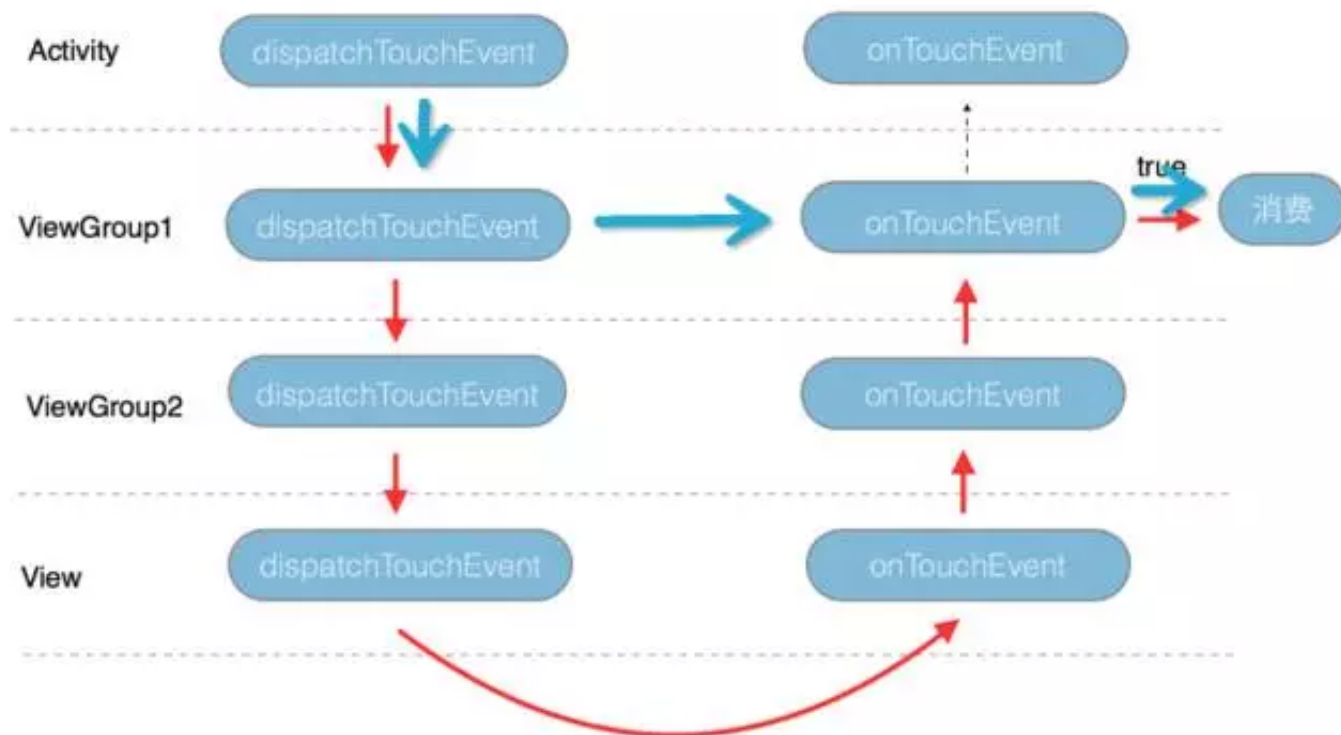 Activity
dispatchTouchEvent
onTouchEvent
true
ViewGroup1
dispatchTouchEvent
onTouchEvent
消费
ViewGroup2
dispatchTouchEvent
onTouchEvent
View
dispatchTouchEvent
onTouchEvent